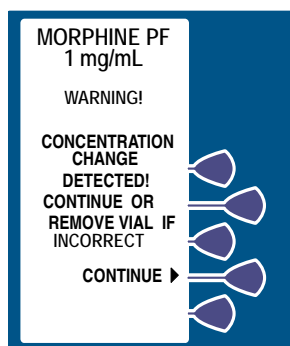 MORPHINE PF
1 mg/mL
WARNING!
CONCENTRATION
CHANGE
DETECTED!
CONTINUE OR
REMOVE VIAL IF
INCORRECT
CONTINUE